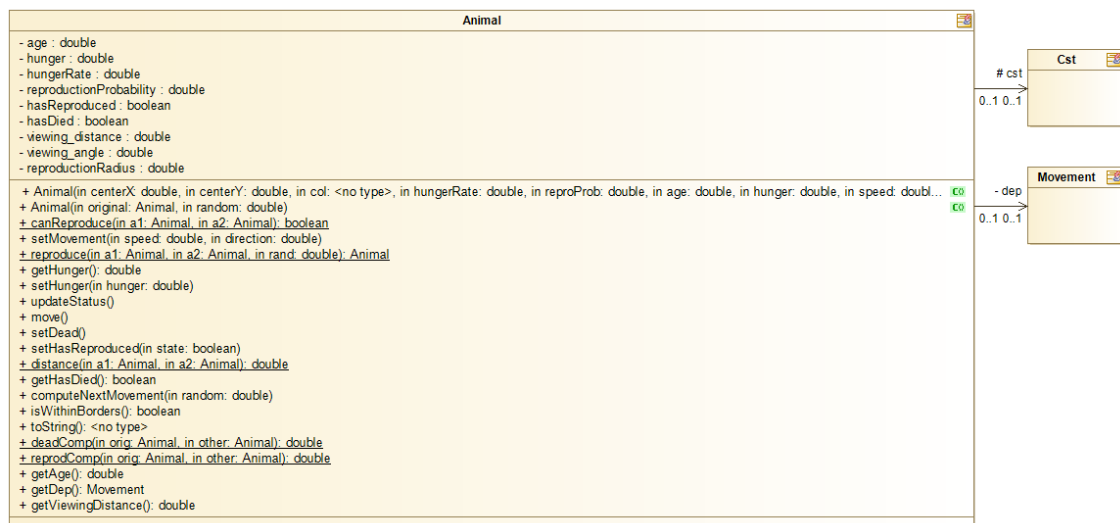 Animal
- age : double
- hunger : double
- hungerRate : double
- reproductionProbability : double
- hasReproduced : boolean
- hasDied : boolean
- viewing_distance : double
- viewing_angle : double
- reproductionRadius : double
+ Animal(in centerX: double, in centerY: double, in col: <no type>, in hungerRate: double, in reproProb: double, in age: double, in hunger: double, in speed: doubl...
+ Animal(in original: Animal, in random: double)
+ canReproduce(in a1: Animal, in a2: Animal): boolean
+ setMovement(in speed: double, in direction: double)
+ reproduce(in a1: Animal, in a2: Animal, in rand: double): Animal
+ getHunger(): double
+ setHunger(in hunger: double)
+ updateStatus()
+ move()
+ setDead()
+ setHasReproduced(in state: boolean)
+ distance(in a1: Animal, in a2: Animal): double
+ getHasDied(): boolean
+ computeNextMovement(in random: double)
+ isWithinBorders(): boolean
+ toString(): <no type>
+ deadComp(in orig: Animal, in other: Animal): double
+ reprodComp(in orig: Animal, in other: Animal): double
+ getAge(): double
+ getDep(): Movement
+ getViewingDistance(): double
# cst
0..1 0..1
Cst
- dep
0..1 0..1
Movement